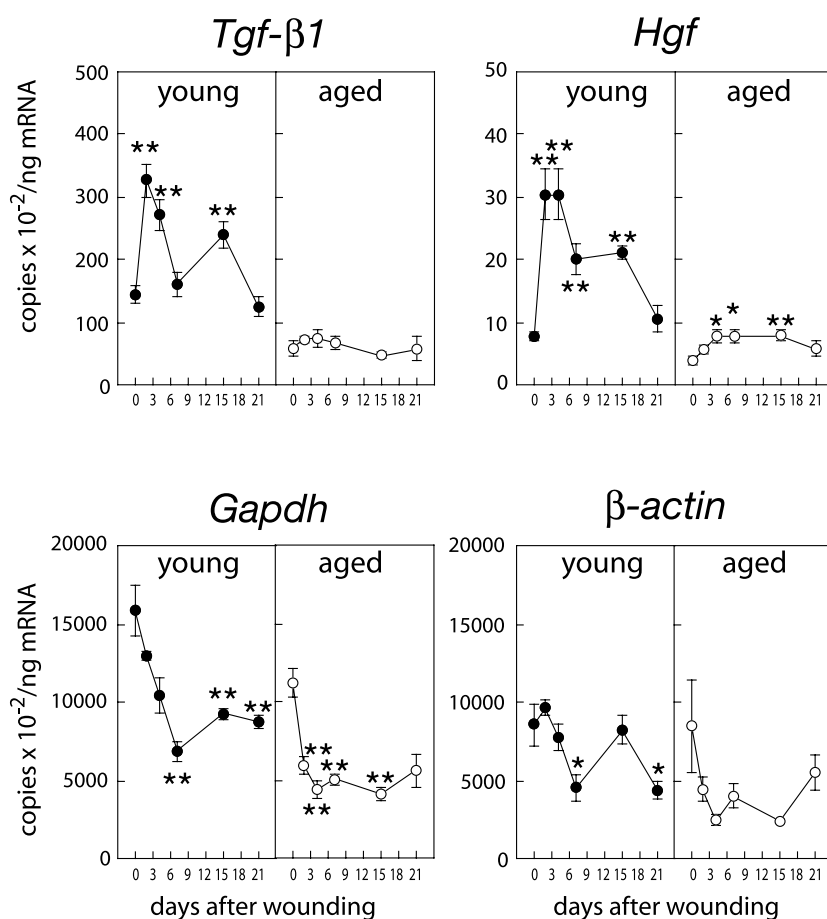 Tgf-β1
Hgf
copies x 10⁻²/ng mRNA
500
400
300
200
100
0
young
aged
**
**
**
0 3 6 9 12 15 18 21
0 3 6 9 12 15 18 21
50
40
30
20
10
0
young
aged
**
**
**
**
*
*
**
0 3 6 9 12 15 18 21
0 3 6 9 12 15 18 21
Gapdh
β-actin
copies x 10⁻²/ng mRNA
20000
15000
10000
5000
0
young
aged
**
**
**
**
**
**
**
0 3 6 9 12 15 18 21
0 3 6 9 12 15 18 21
days after wounding
20000
15000
10000
5000
0
young
aged
*
*
0 3 6 9 12 15 18 21
0 3 6 9 12 15 18 21
days after wounding